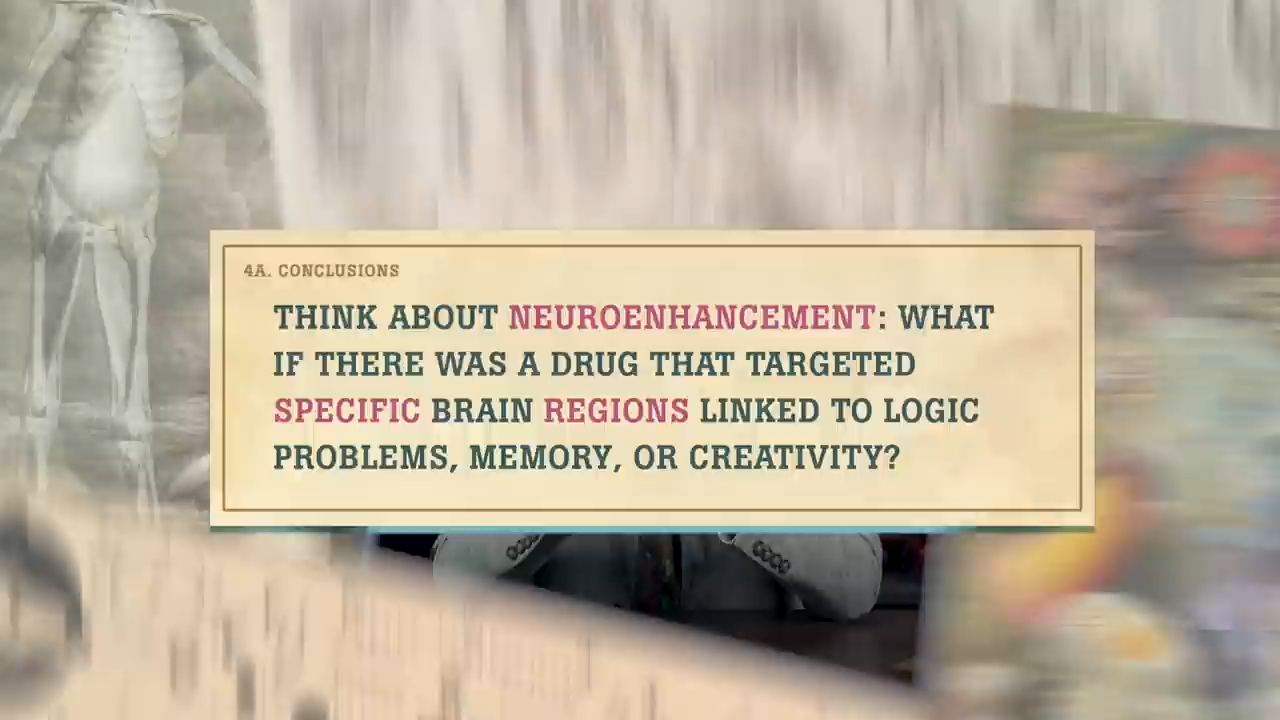 4A. CONCLUSIONS
THINK ABOUT NEUROENHANCEMENT: WHAT
IF THERE WAS A DRUG THAT TARGETED
SPECIFIC BRAIN REGIONS LINKED TO LOGIC
PROBLEMS, MEMORY, OR CREATIVITY?